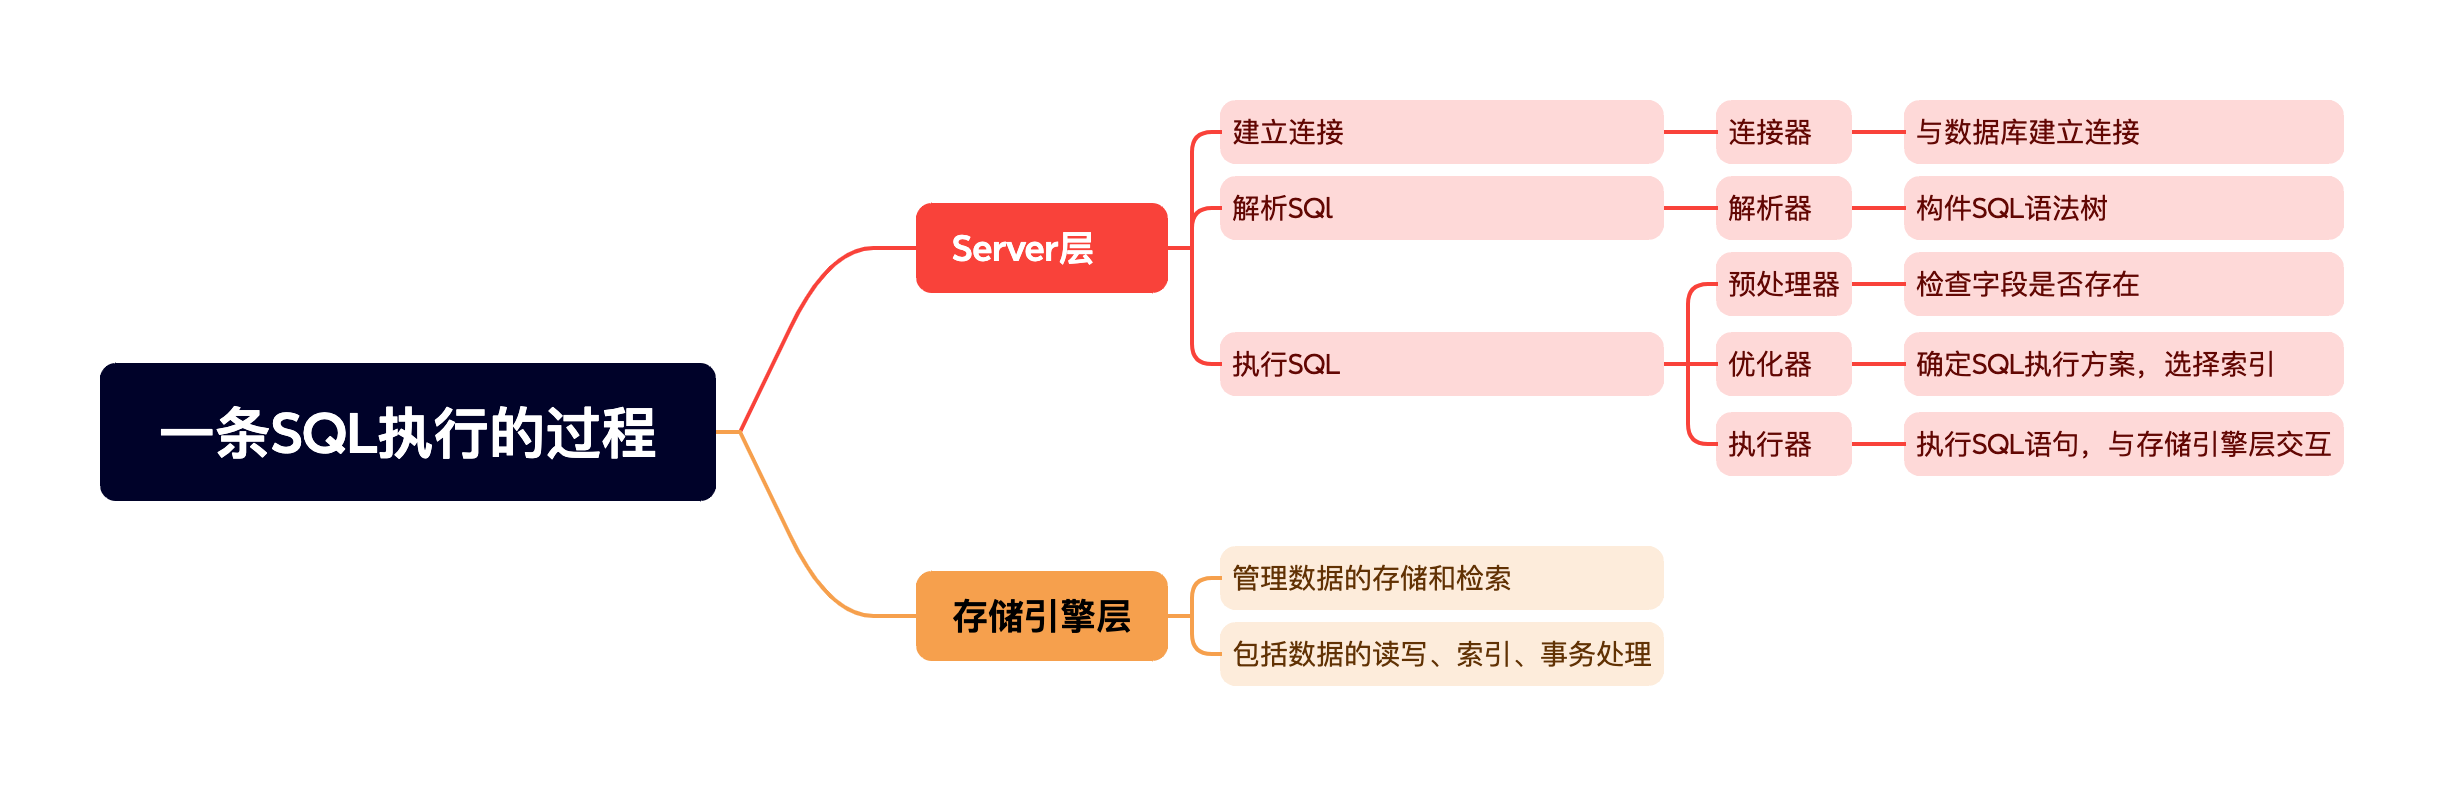 一条SQL执行的过程
Server层
建立连接
连接器
与数据库建立连接
解析SQl
解析器
构件SQL语法树
执行SQL
预处理器
检查字段是否存在
优化器
确定SQL执行方案，选择索引
执行器
执行SQL语句，与存储引擎层交互
存储引擎层
管理数据的存储和检索
包括数据的读写、索引、事务处理